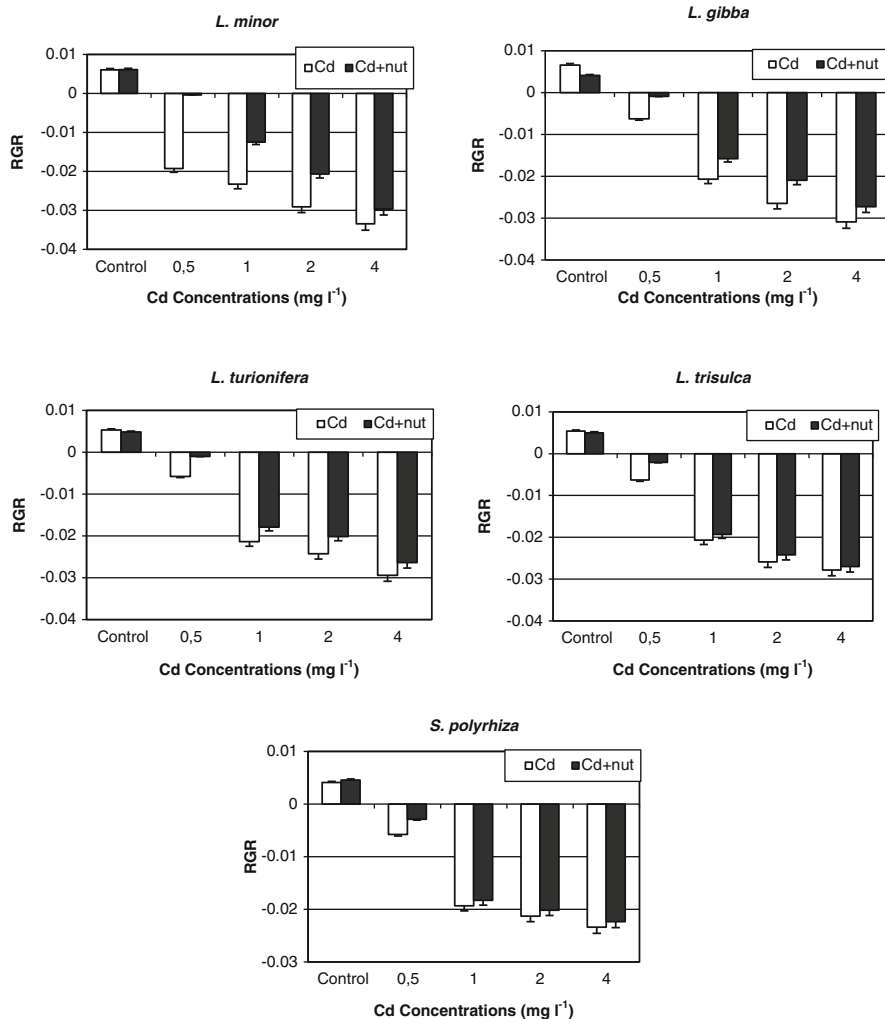 L. minor
0.01
0
-0.01
-0.02
-0.03
-0.04
RGR
Cd Cd+nut
Control 0,5 1 2 4
Cd Concentrations (mg l⁻¹)
L. gibba
0.01
0
-0.01
-0.02
-0.03
-0.04
RGR
Cd Cd+nut
Control 0,5 1 2 4
Cd Concentrations (mg l⁻¹)
L. turionifera
0.01
0
-0.01
-0.02
-0.03
-0.04
RGR
Cd Cd+nut
Control 0,5 1 2 4
Cd Concentrations (mg l⁻¹)
L. trisulca
0.01
0
-0.01
-0.02
-0.03
-0.04
RGR
Cd Cd+nut
Control 0,5 1 2 4
Cd Concentrations (mg l⁻¹)
S. polyrhiza
0.01
0
-0.01
-0.02
-0.03
RGR
Cd Cd+nut
Control 0,5 1 2 4
Cd Concentrations (mg l⁻¹)